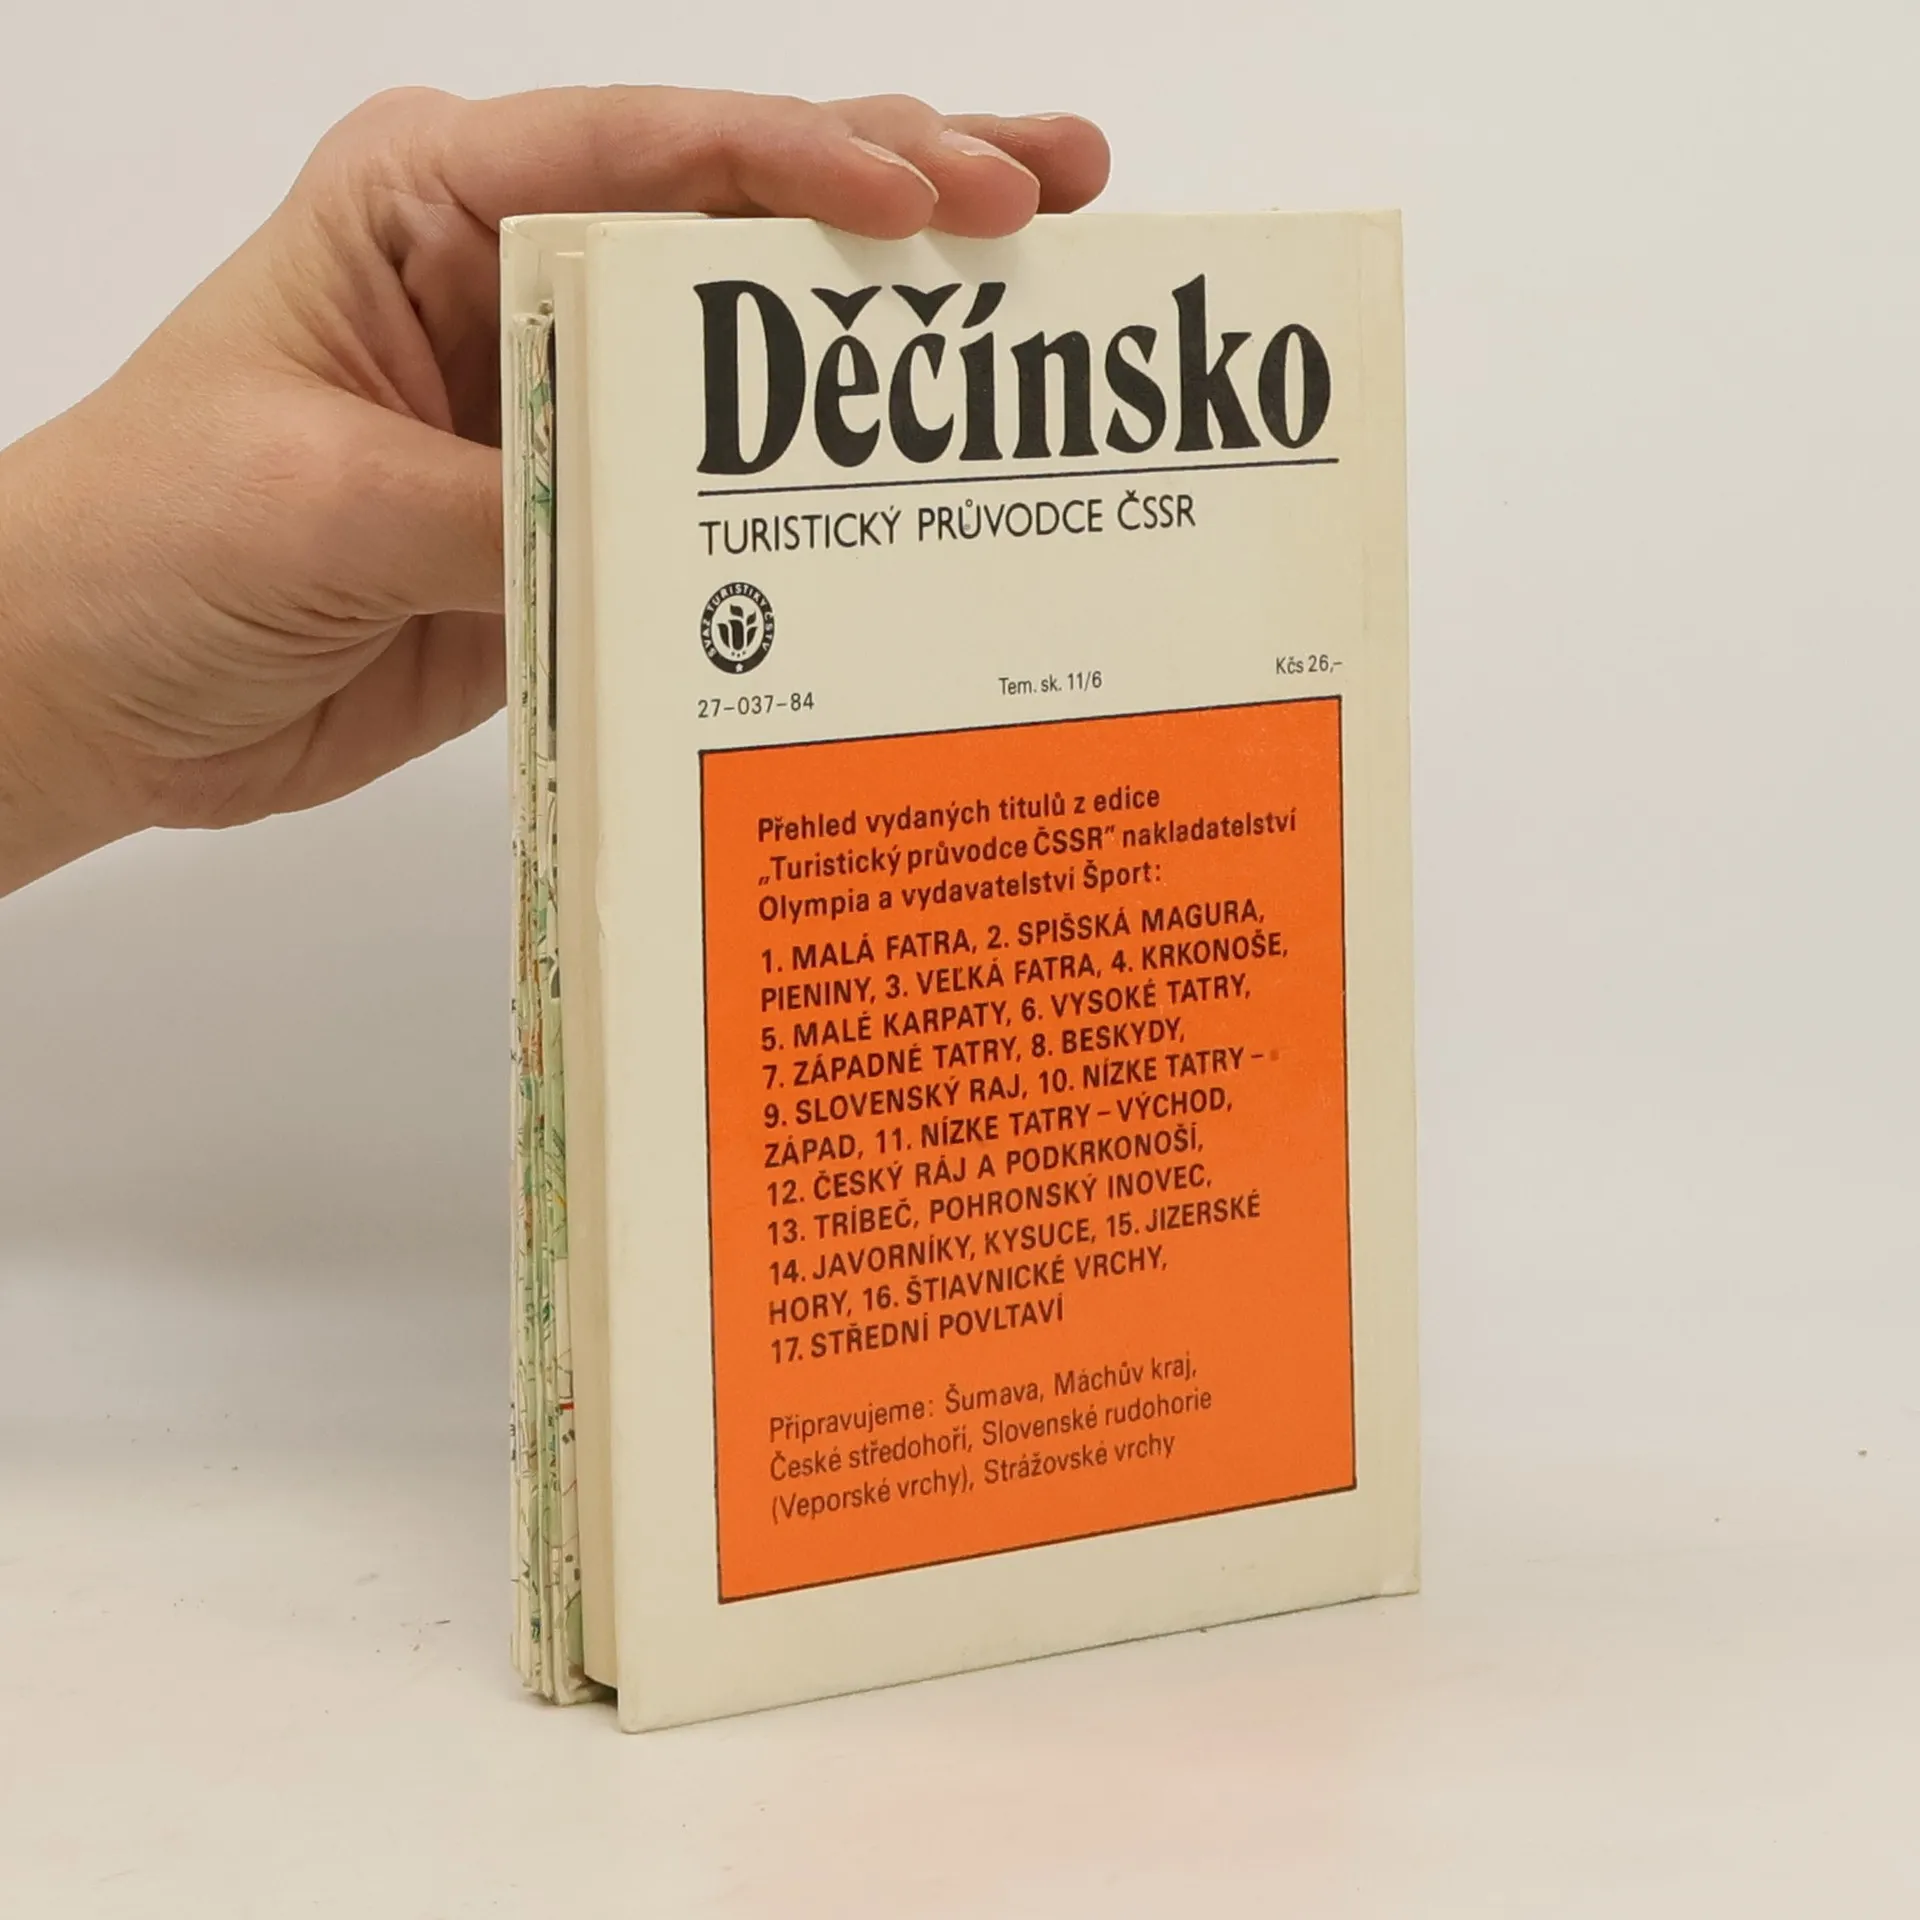 Děčínsko
TURISTICKÝ PRŮVODCE ČSSR
SVAZ TURISTIKY ČSTV
27–037–84
Tem. sk. 11/6
Kčs 26,–
Přehled vydaných titulů z edice
„Turistický průvodce ČSSR” nakladatelství
Olympia a vydavatelství Šport:
1. MALÁ FATRA, 2. SPIŠSKÁ MAGURA,
PIENINY, 3. VEĽKÁ FATRA, 4. KRKONOŠE,
5. MALÉ KARPATY, 6. VYSOKÉ TATRY,
7. ZÁPADNÉ TATRY, 8. BESKYDY,
9. SLOVENSKÝ RAJ, 10. NÍZKE TATRY –
ZÁPAD, 11. NÍZKE TATRY – VÝCHOD,
12. ČESKÝ RÁJ A PODKRKONOŠÍ,
13. TRÍBEČ, POHRONSKÝ INOVEC,
14. JAVORNÍKY, KYSUCE, 15. JIZERSKÉ
HORY, 16. ŠTIAVNICKÉ VRCHY,
17. STŘEDNÍ POVLTAVÍ
Připravujeme: Šumava, Máchův kraj,
České středohoří, Slovenské rudohorie
(Veporské vrchy), Strážovské vrchy